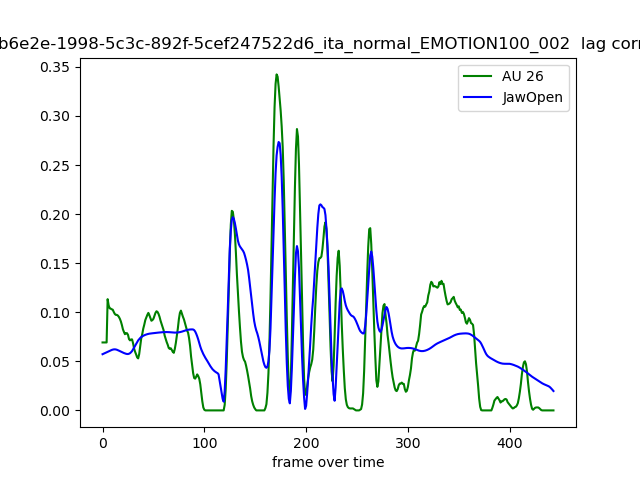 b6e2e-1998-5c3c-892f-5cef247522d6_ita_normal_EMOTION100_002 lag corr
AU 26
JawOpen
0.35
0.30
0.25
0.20
0.15
0.10
0.05
0.00
0 100 200 300 400
frame over time